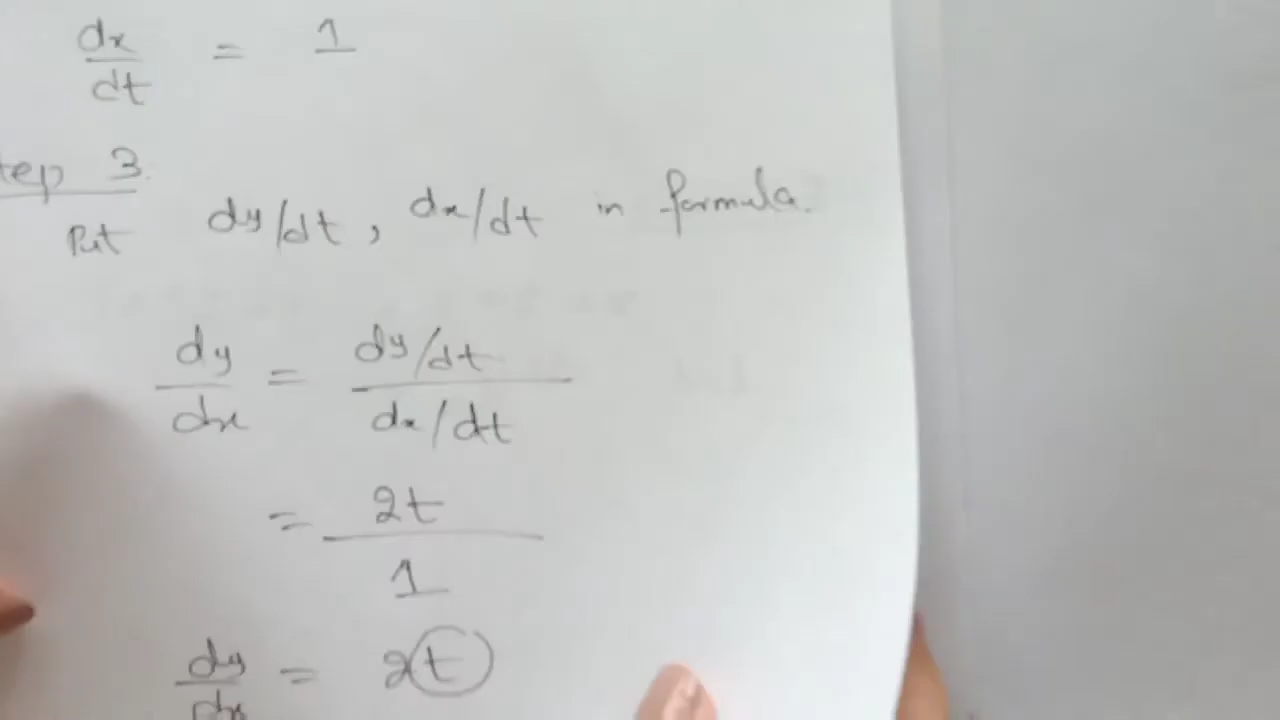 dx/dt = 1
tep 3.
Put dy/dt, dx/dt in formula.
dy/dx = (dy/dt)/(dx/dt)
= 2t/1
dy/dx = 2t